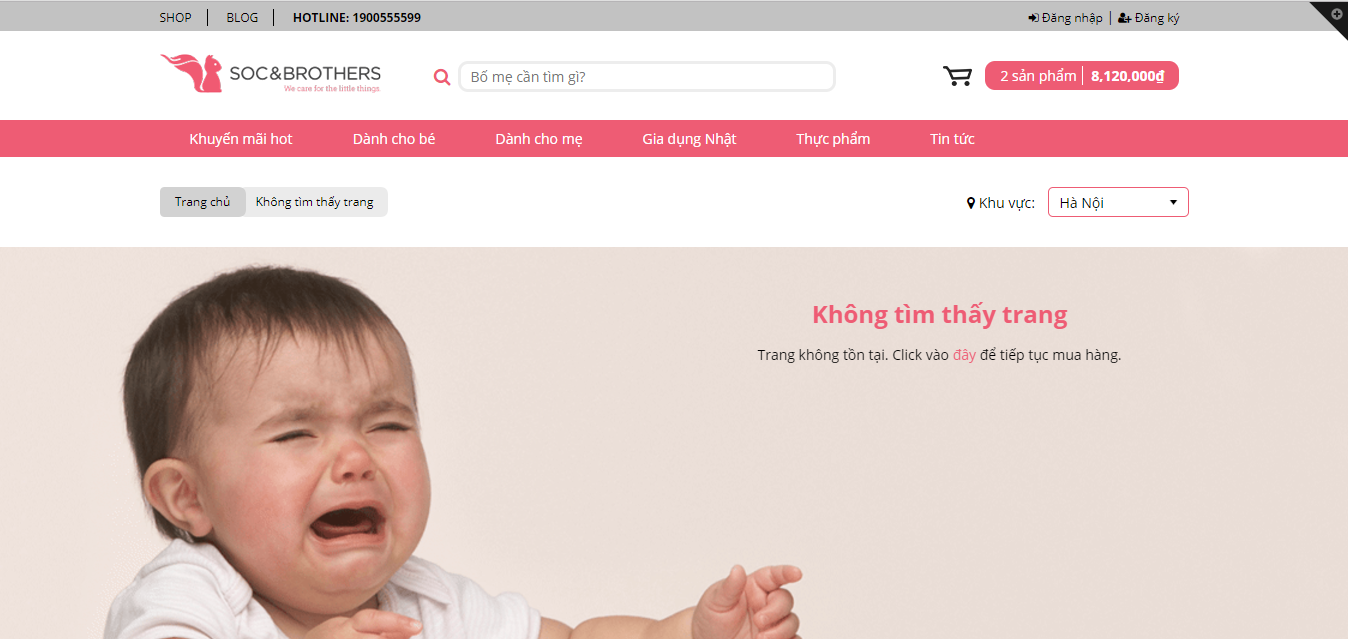 SHOP BLOG HOTLINE: 1900555599 Đăng nhập Đăng ký
SOC&BROTHERS
We care for the little things.
Bố mẹ cần tìm gì?
2 sản phẩm 8,120,000₫
Khuyến mãi hot Dành cho bé Dành cho mẹ Gia dụng Nhật Thực phẩm Tin tức
Trang chủ Không tìm thấy trang Khu vực: Hà Nội
Không tìm thấy trang
Trang không tồn tại. Click vào đây để tiếp tục mua hàng.